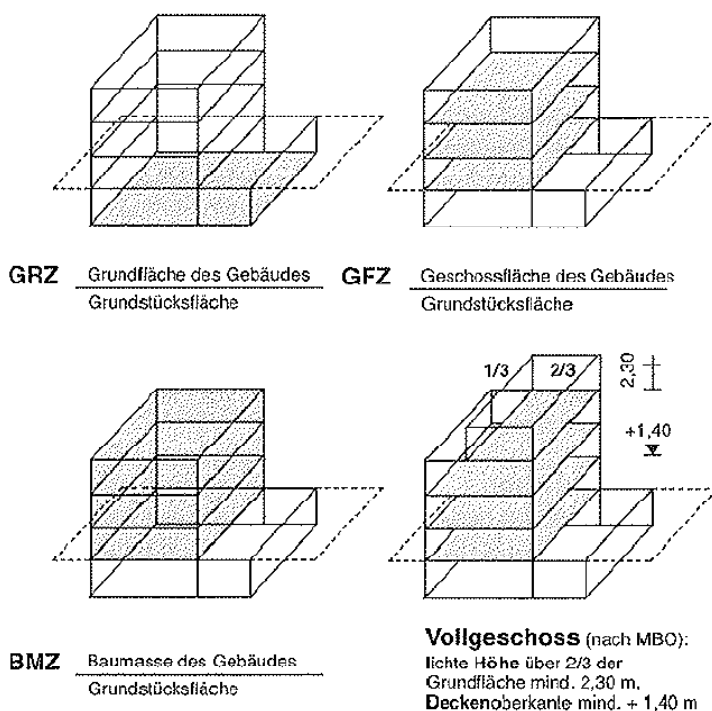 GRZ Grundfläche des Gebäudes
Grundstücksfläche
GFZ Geschossfläche des Gebäudes
Grundstücksfläche
1/3 2/3 2,30
+1,40
BMZ Baumasse des Gebäudes
Grundstücksfläche
Vollgeschoss (nach MBO):
lichte Höhe über 2/3 der
Grundfläche mind. 2,30 m,
Deckenoberkante mind. + 1,40 m